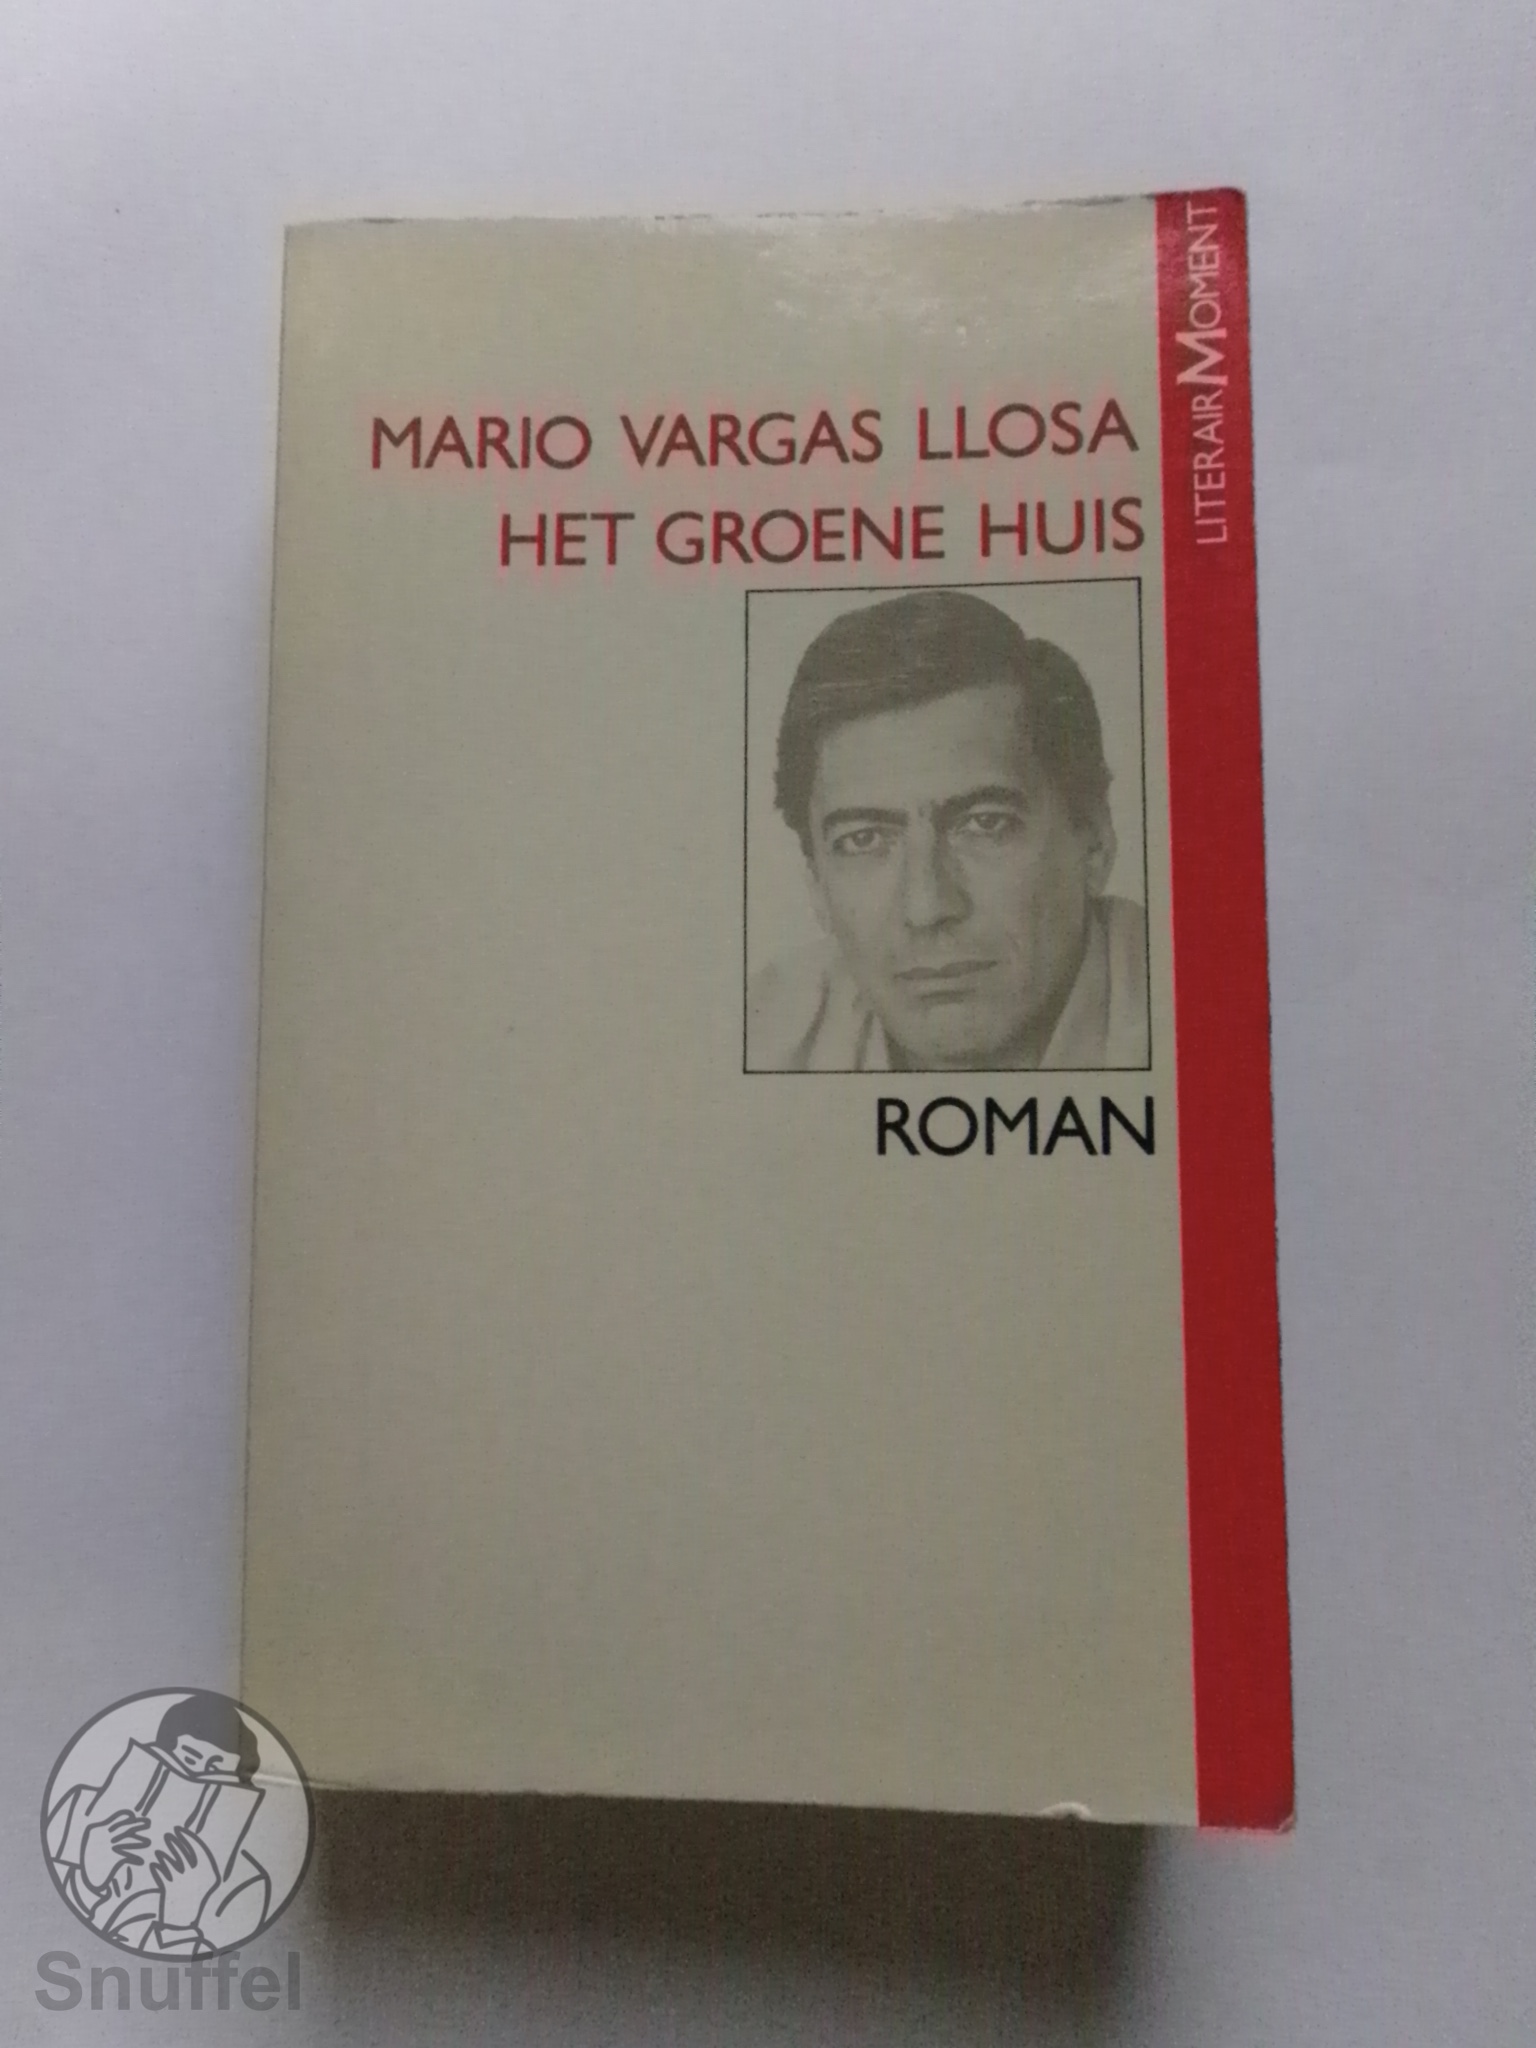 MARIO VARGAS LLOSA
HET GROENE HUIS
ROMAN
LITERAIR MOMENT
Snuffel